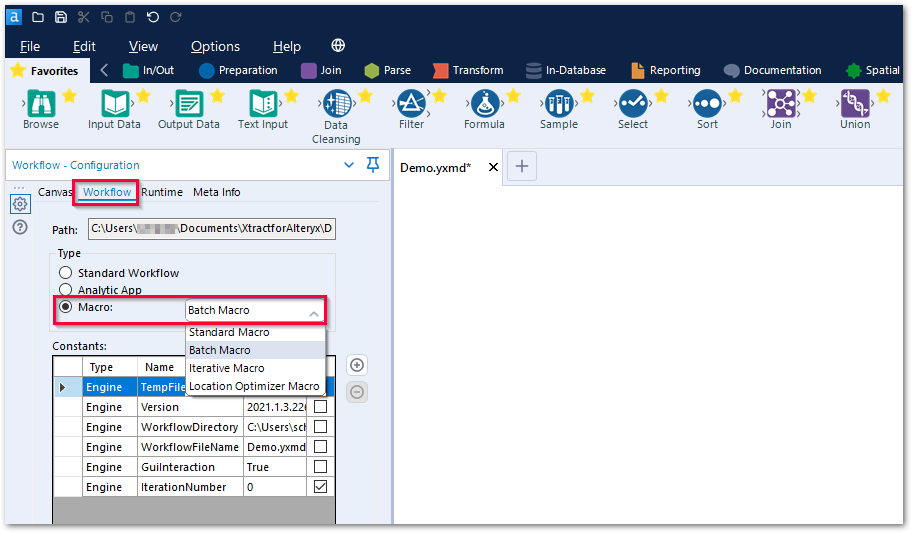 a
File Edit View Options Help
Favorites In/Out Preparation Join Parse Transform In-Database Reporting Documentation Spatial
Browse Input Data Output Data Text Input Data Cleansing Filter Formula Sample Select Sort Join Union
Workflow - Configuration
Demo.yxmd*
Canvas Workflow Runtime Meta Info
Path: C:\Users\ \Documents\XtractforAlteryx\D
Type
Standard Workflow
Analytic App
Macro: Batch Macro
Standard Macro
Batch Macro
Iterative Macro
Location Optimizer Macro
Constants:
Type Name
Engine TempFile
Engine Version 2021.1.3.226
Engine WorkflowDirectory C:\Users\sch
Engine WorkflowFileName Demo.yxmd
Engine GuiInteraction True
Engine IterationNumber 0